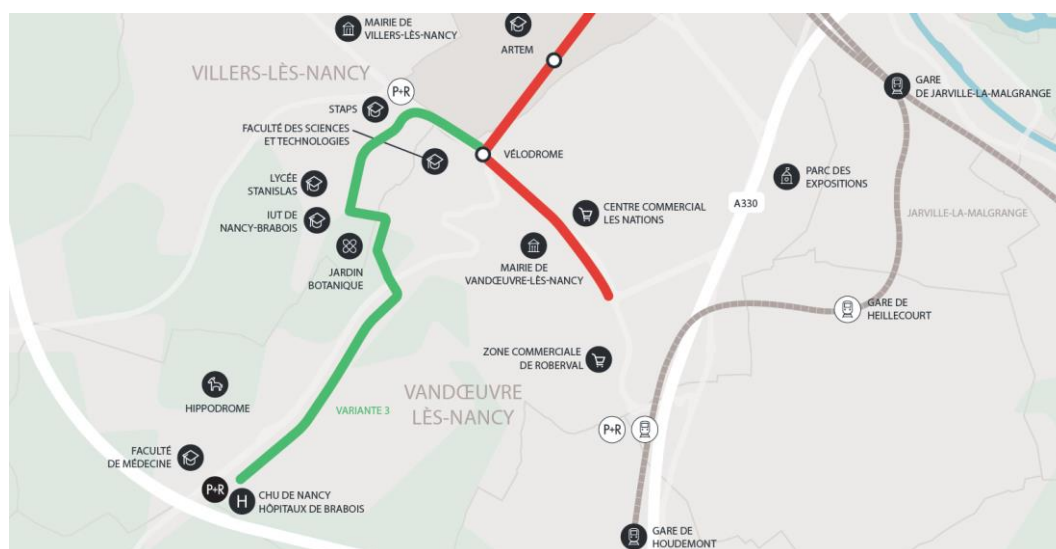 MAIRIE DE
VILLERS-LÈS-NANCY
ARTEM
VILLERS-LÈS-NANCY
P+R
STAPS
GARE
DE JARVILLE-LA-MALGRANGE
FACULTÉ DES SCIENCES
ET TECHNOLOGIES
VÉLODROME
LYCÉE
STANISLAS
PARC DES
EXPOSITIONS
IUT DE
NANCY-BRABOIS
CENTRE COMMERCIAL
LES NATIONS
A330
JARVILLE-LA-MALGRANGE
JARDIN
BOTANIQUE
MAIRIE DE
VANDŒUVRE-LÈS-NANCY
GARE DE
HEILLECOURT
ZONE COMMERCIALE
DE ROBERVAL
HIPPODROME
VARIANTE 3
VANDŒUVRE
LÈS-NANCY
P+R
FACULTÉ
DE MÉDECINE
P+R
H
CHU DE NANCY
HÔPITAUX DE BRABOIS
GARE DE
HOUDEMONT